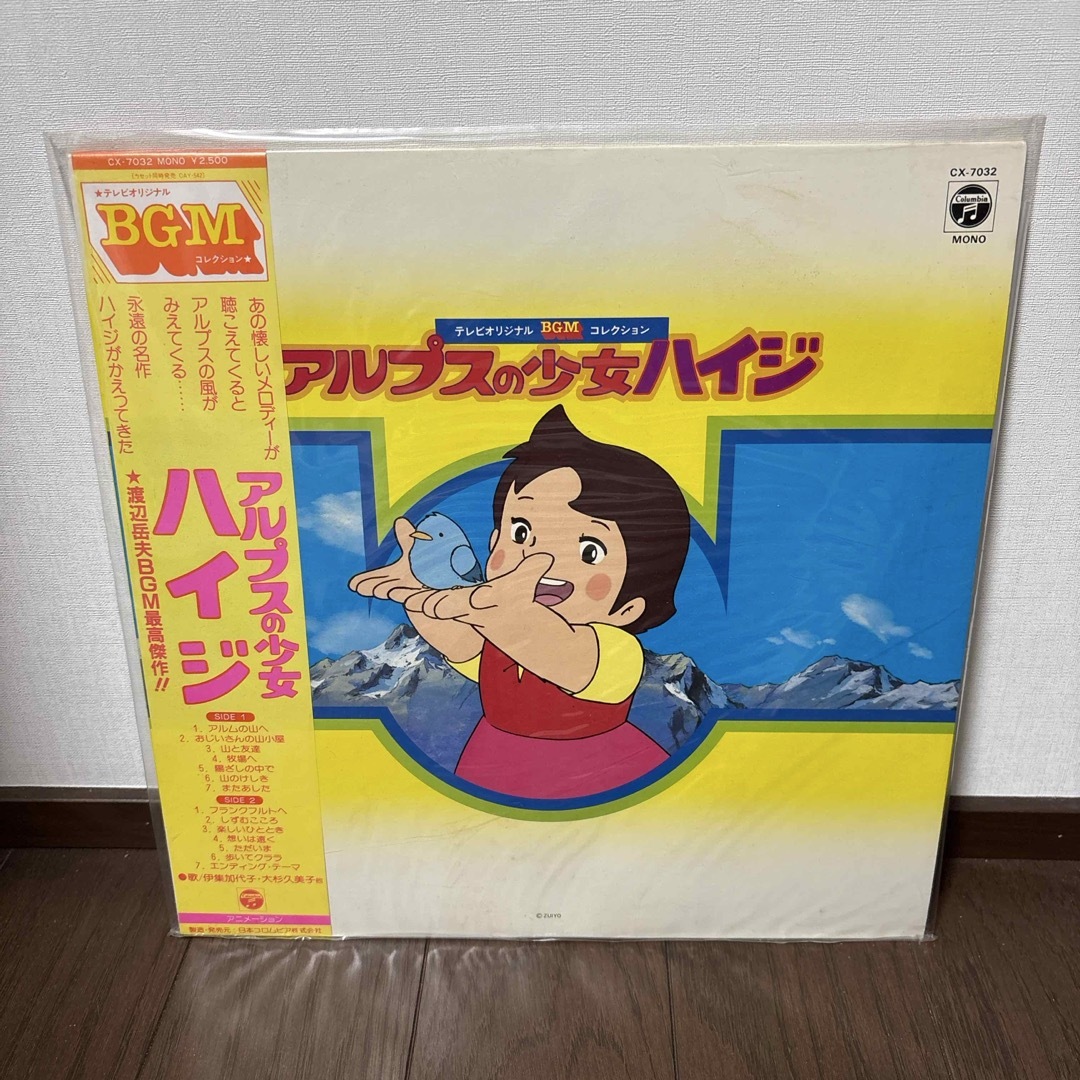 CX-7032 MONO ¥2,500
(カセット同時発売 CAY-582)
★テレビオリジナル
BGM
コレクション★
あの懐しいメロディーが
聴こえてくると
アルプスの風が
みえてくる……
永遠の名作
ハイジがかえってきた
アルプスの少女
ハイジ
★渡辺岳夫BGM最高傑作!!
SIDE 1
1. アルムの山へ
2. おじいさんの山小屋
3. 山と友達
4. 牧場へ
5. 陽ざしの中で
6. 山のけしき
7. またあした
SIDE 2
1. フランクフルトへ
2. しずむこころ
3. 楽しいひととき
4. 想いは遠く
5. ただいま
6. 歩いてクララ
7. エンディング・テーマ
●歌/伊集加代子・大杉久美子他
Columbia
アニメーション
製造・発売元:日本コロムビア株式会社
CX-7032
Columbia
MONO
テレビオリジナル BGM コレクション
アルプスの少女ハイジ
© ZUIYO